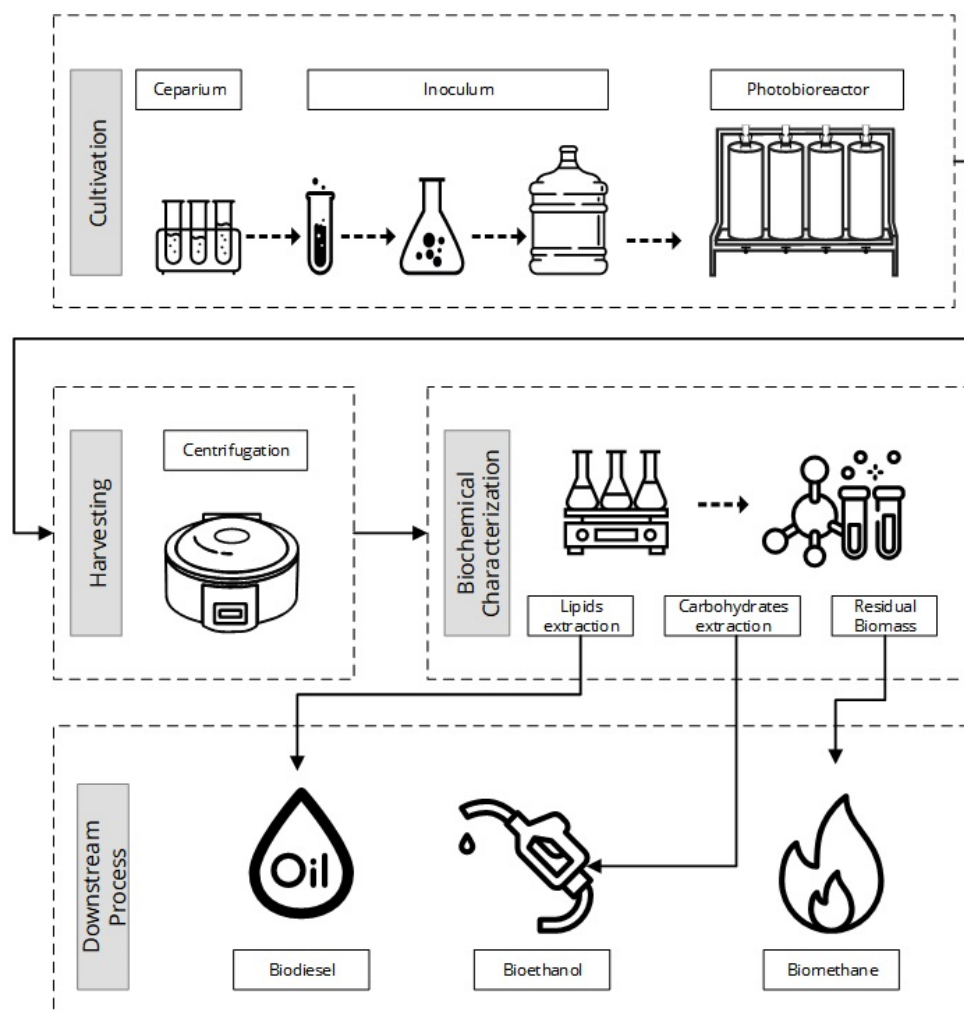 Cultivation
Ceparium
Inoculum
Photobioreactor
Harvesting
Centrifugation
Biochemical
Characterization
Lipids
extraction
Carbohydrates
extraction
Residual
Biomass
Downstream
Process
Oil
Biodiesel
Bioethanol
Biomethane